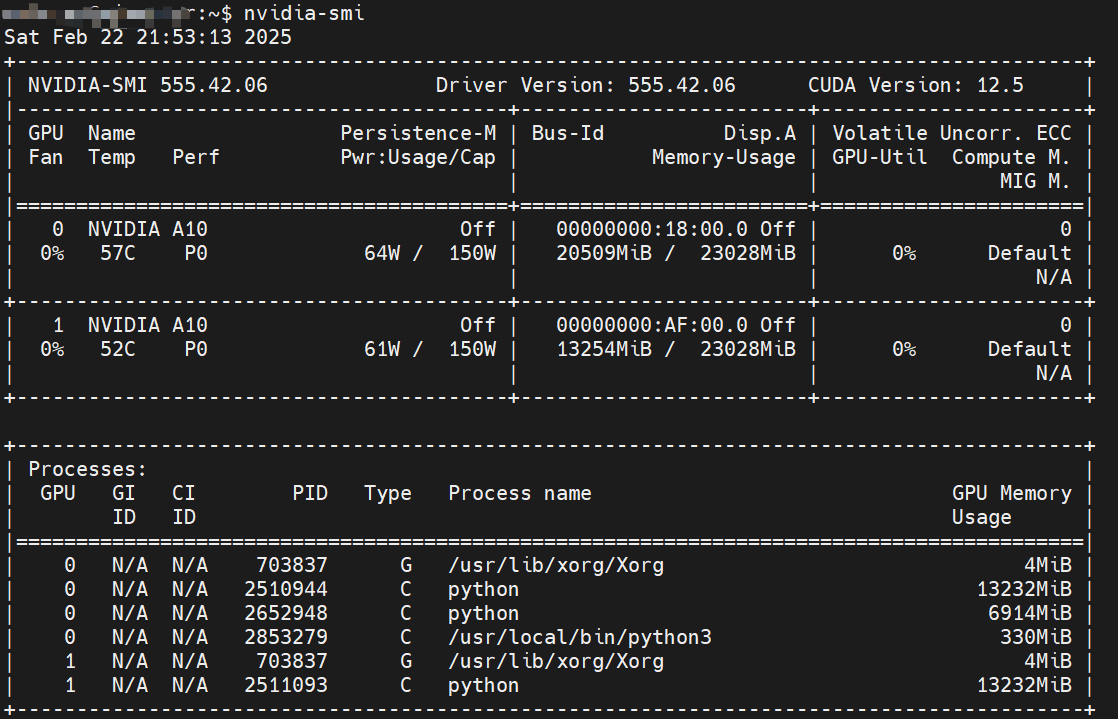 :~$ nvidia-smi
Sat Feb 22 21:53:13 2025
+-----------------------------------------------------------------------------------------+
| NVIDIA-SMI 555.42.06              Driver Version: 555.42.06      CUDA Version: 12.5     |
|-----------------------------------------+------------------------+----------------------+
| GPU  Name                 Persistence-M | Bus-Id          Disp.A | Volatile Uncorr. ECC |
| Fan  Temp   Perf          Pwr:Usage/Cap |           Memory-Usage | GPU-Util  Compute M. |
|                                         |                        |               MIG M. |
|=========================================+========================+======================|
|   0  NVIDIA A10                     Off |   00000000:18:00.0 Off |                    0 |
|  0%   57C    P0             64W /  150W |   20509MiB /  23028MiB |      0%      Default |
|                                         |                        |                  N/A |
+-----------------------------------------+------------------------+----------------------+
|   1  NVIDIA A10                     Off |   00000000:AF:00.0 Off |                    0 |
|  0%   52C    P0             61W /  150W |   13254MiB /  23028MiB |      0%      Default |
|                                         |                        |                  N/A |
+-----------------------------------------+------------------------+----------------------+
+-----------------------------------------------------------------------------------------+
| Processes:                                                                              |
|  GPU   GI   CI        PID   Type   Process name                              GPU Memory |
|        ID   ID                                                               Usage      |
|=========================================================================================|
|    0   N/A  N/A    703837      G   /usr/lib/xorg/Xorg                              4MiB |
|    0   N/A  N/A   2510944      C   python                                      13232MiB |
|    0   N/A  N/A   2652948      C   python                                       6914MiB |
|    0   N/A  N/A   2853279      C   /usr/local/bin/python3                        330MiB |
|    1   N/A  N/A    703837      G   /usr/lib/xorg/Xorg                              4MiB |
|    1   N/A  N/A   2511093      C   python                                      13232MiB |
+-----------------------------------------------------------------------------------------+